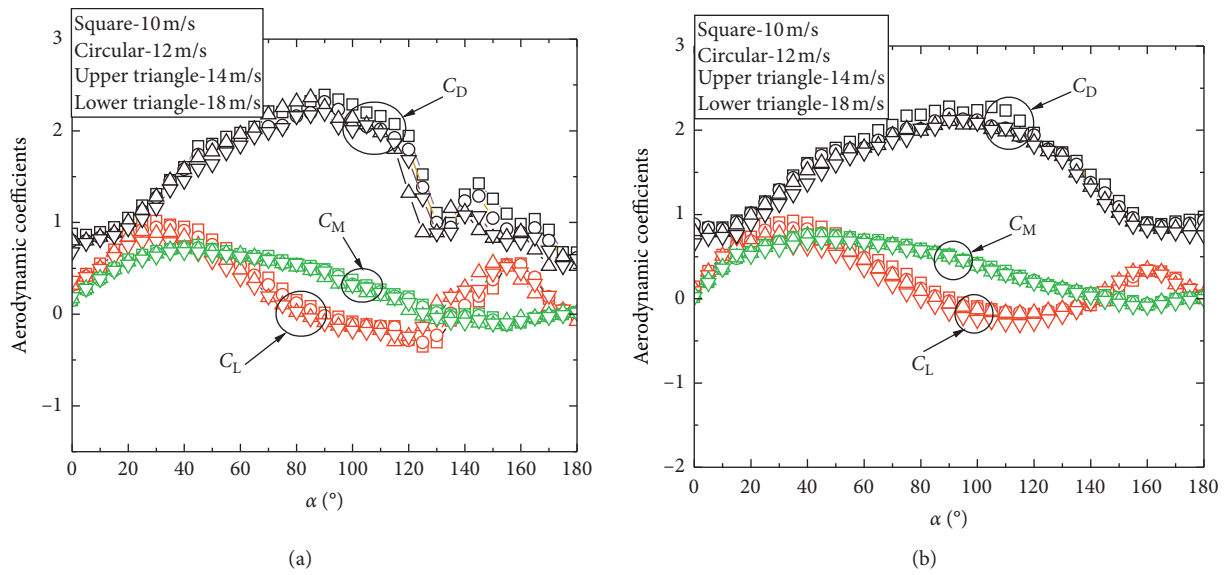 Square-10 m/s
Circular-12 m/s
Upper triangle-14 m/s
Lower triangle-18 m/s
3
2
1
0
−1
Aerodynamic coefficients
C_D
C_M
C_L
0 20 40 60 80 100 120 140 160 180
α (°)
(a)
Square-10 m/s
Circular-12 m/s
Upper triangle-14 m/s
Lower triangle-18 m/s
3
2
1
0
−1
−2
Aerodynamic coefficients
C_D
C_M
C_L
0 20 40 60 80 100 120 140 160 180
α (°)
(b)